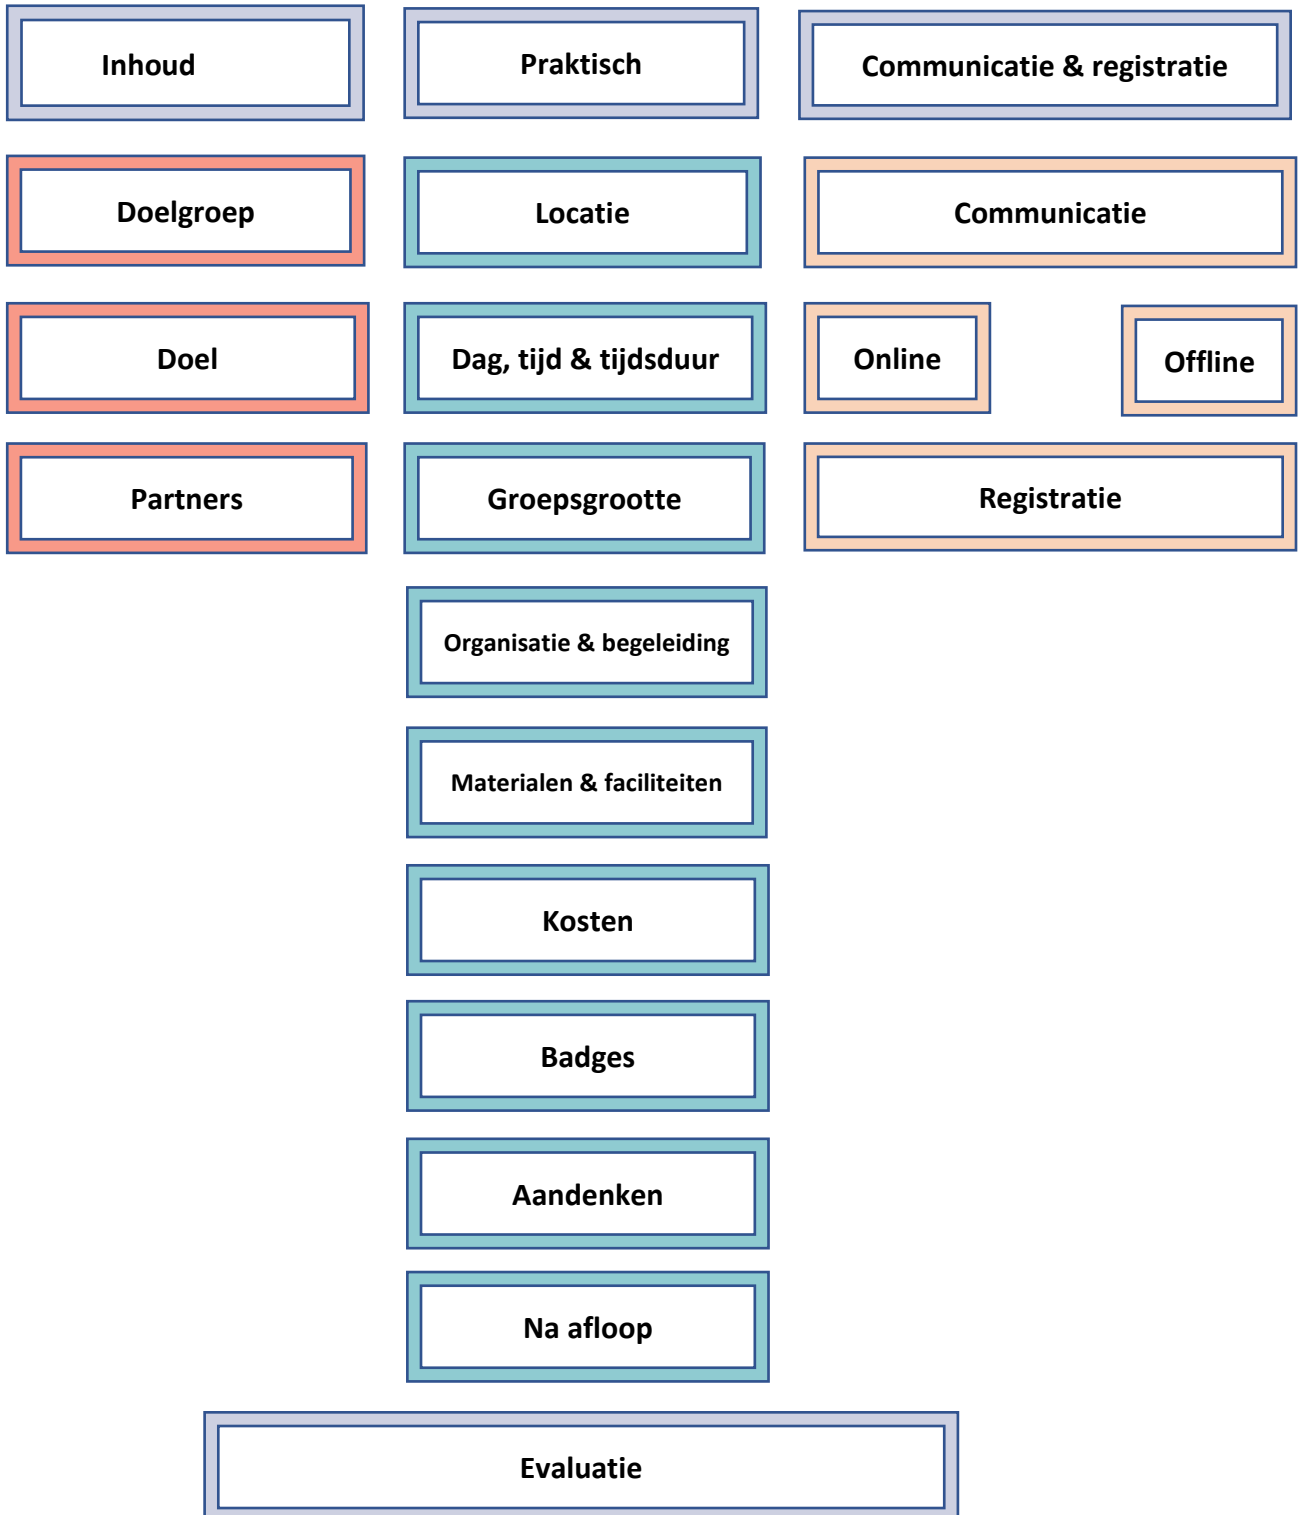 Inhoud
Praktisch
Communicatie & registratie
Doelgroep
Locatie
Communicatie
Doel
Dag, tijd & tijdsduur
Online
Offline
Partners
Groepsgrootte
Registratie
Organisatie & begeleiding
Materialen & faciliteiten
Kosten
Badges
Aandenken
Na afloop
Evaluatie